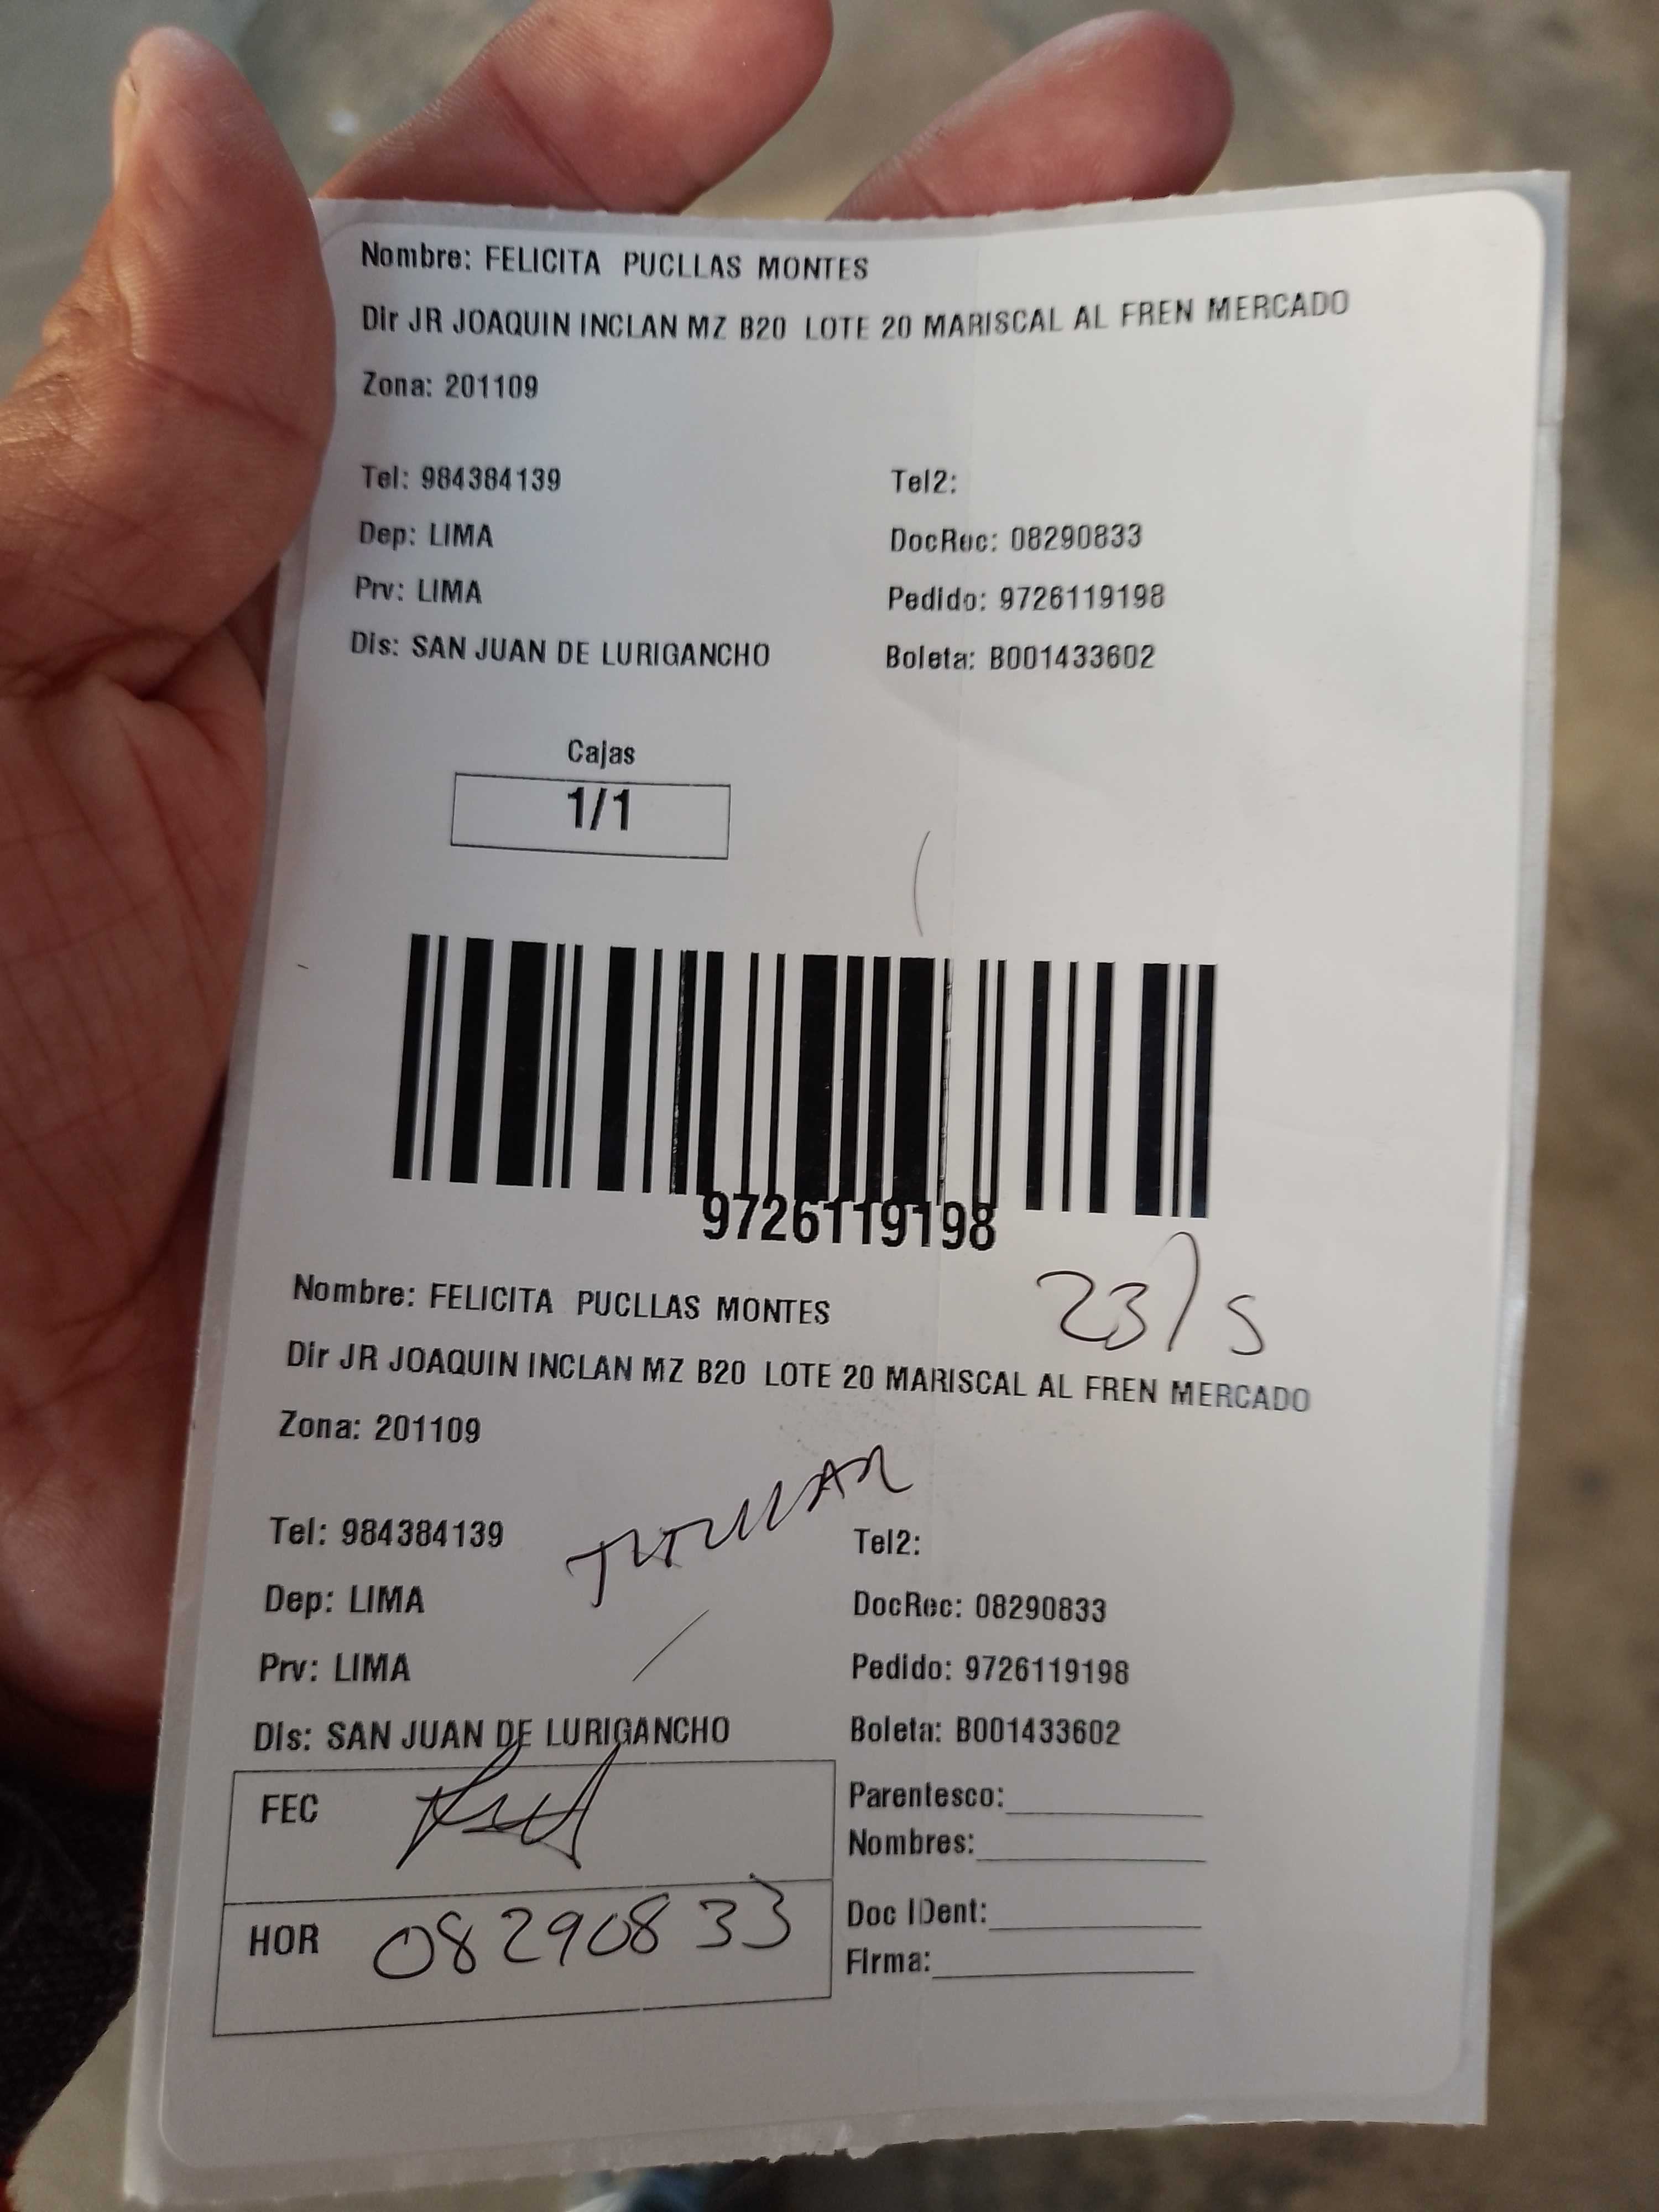 Nombre: FELICITA PUCLLAS MONTES
Dir JR JOAQUIN INCLAN MZ B20 LOTE 20 MARISCAL AL FREN MERCADO
Zona: 201109
Tel: 984384139 Tel2:
Dep: LIMA DocRec: 08290833
Prv: LIMA Pedido: 9726119198
Dis: SAN JUAN DE LURIGANCHO Boleta: B001433602
Cajas
1/1
9726119198
23/5
Nombre: FELICITA PUCLLAS MONTES
Dir JR JOAQUIN INCLAN MZ B20 LOTE 20 MARISCAL AL FREN MERCADO
Zona: 201109
TITULAR
Tel: 984384139 Tel2:
Dep: LIMA DocRec: 08290833
Prv: LIMA Pedido: 9726119198
Dis: SAN JUAN DE LURIGANCHO Boleta: B001433602
FEC Parentesco:
Nombres:
HOR 08290833 Doc IDent:
Firma: